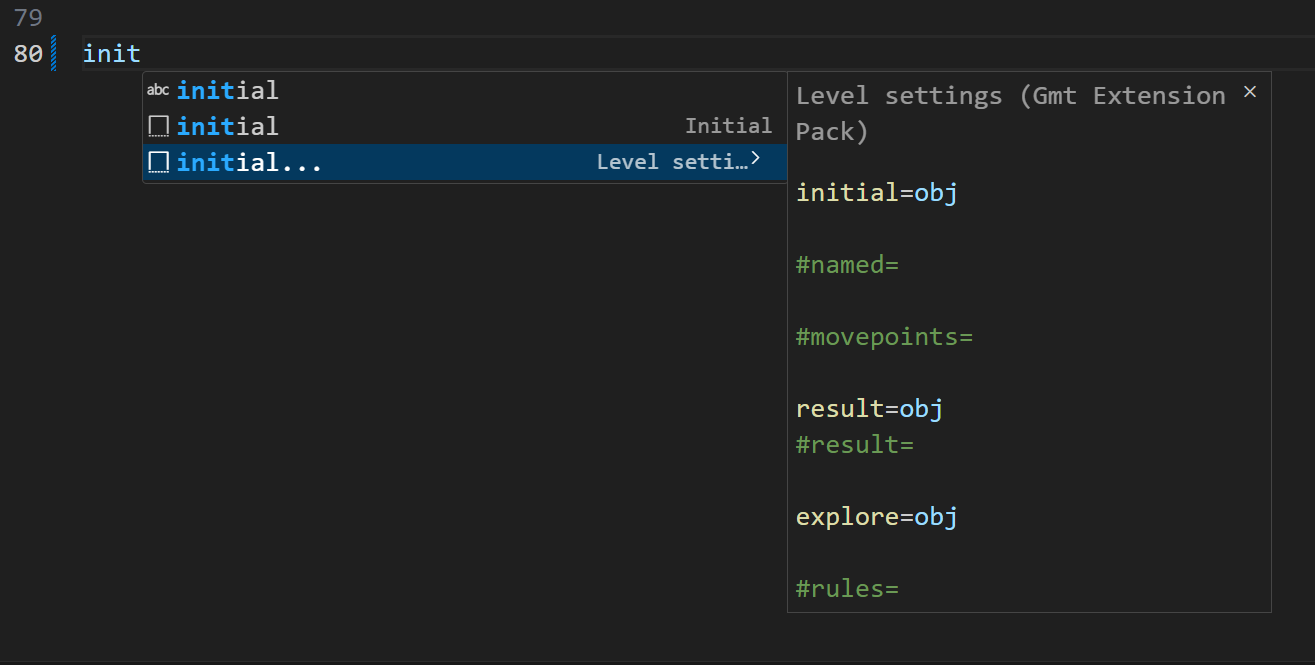 79
80 init
abc initial
initial Initial
initial... Level setti…
Level settings (Gmt Extension
Pack)
initial=obj
#named=
#movepoints=
result=obj
#result=
explore=obj
#rules=